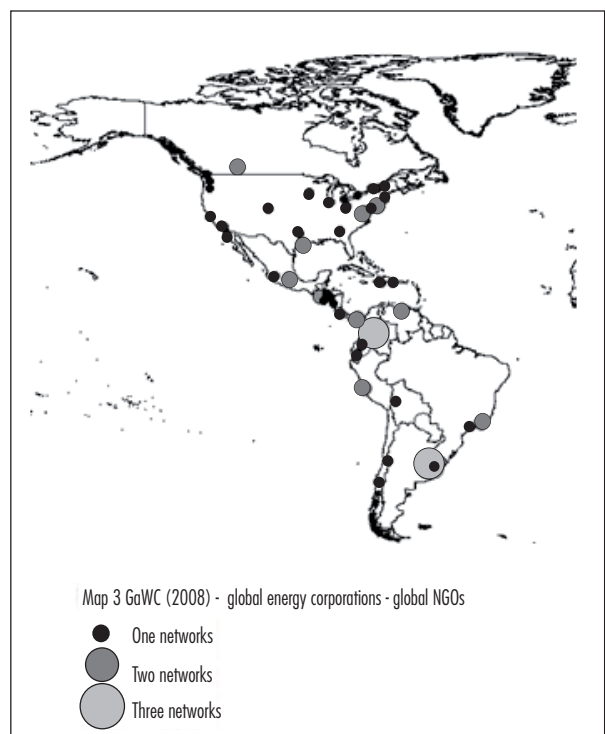 Map 3 GaWC (2008) - global energy corporations - global NGOs
One networks
Two networks
Three networks